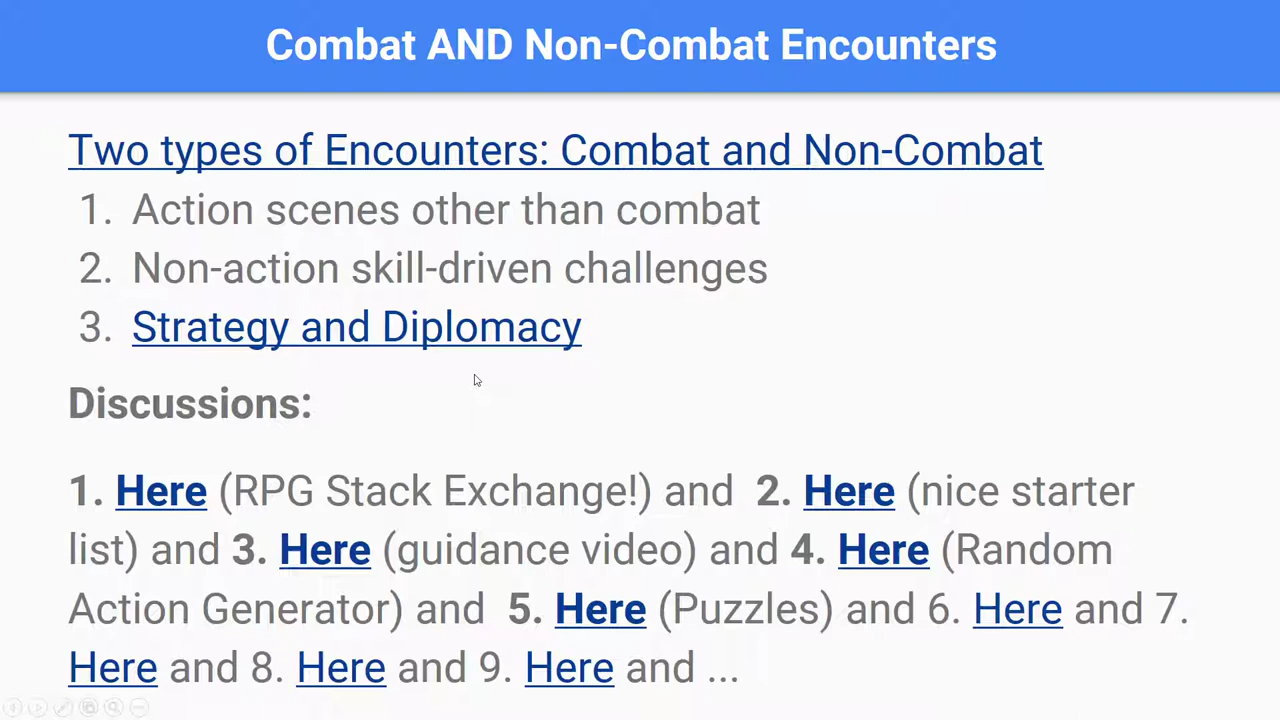 Combat AND Non-Combat Encounters
Two types of Encounters: Combat and Non-Combat
1. Action scenes other than combat
2. Non-action skill-driven challenges
3. Strategy and Diplomacy
Discussions:
1. Here (RPG Stack Exchange!) and 2. Here (nice starter
list) and 3. Here (guidance video) and 4. Here (Random
Action Generator) and 5. Here (Puzzles) and 6. Here and 7.
Here and 8. Here and 9. Here and ...